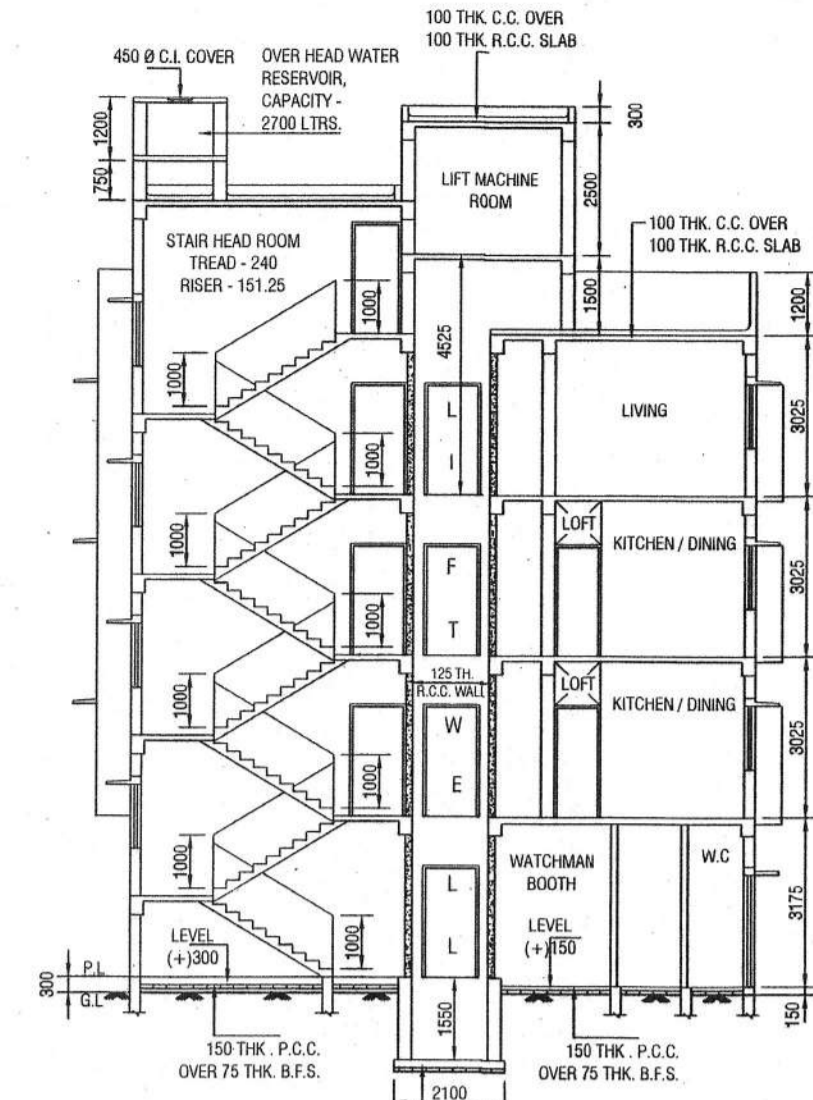 100 THK. C.C. OVER
100 THK. R.C.C. SLAB
450 Ø C.I. COVER
OVER HEAD WATER
RESERVOIR,
CAPACITY -
2700 LTRS.
1200
750
300
2500
LIFT MACHINE
ROOM
100 THK. C.C. OVER
100 THK. R.C.C. SLAB
STAIR HEAD ROOM
TREAD - 240
RISER - 151.25
1000
1000
4525
1500
1200
LIVING
3025
1000
L
I
LOFT
KITCHEN / DINING
3025
1000
1000
F
T
125 TH.
R.C.C. WALL
LOFT
KITCHEN / DINING
3025
1000
1000
W
E
WATCHMAN
BOOTH
W.C
3175
1000
1000
L
L
LEVEL
(+)300
LEVEL
(+)150
P.L
G.L
300
1550
150
150 THK . P.C.C.
OVER 75 THK. B.F.S.
150 THK . P.C.C.
OVER 75 THK. B.F.S.
2100